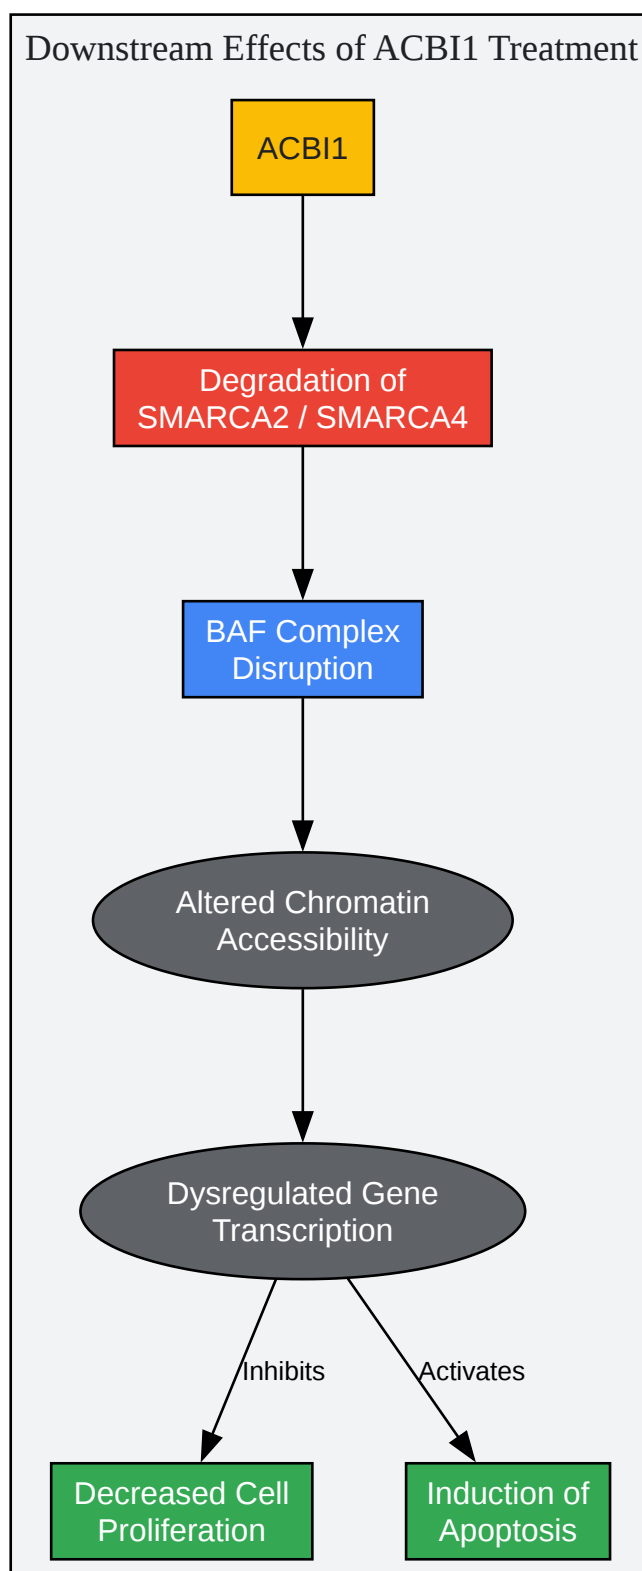 Downstream Effects of ACBI1 Treatment
ACBI1
Degradation of
SMARCA2 / SMARCA4
BAF Complex
Disruption
Altered Chromatin
Accessibility
Dysregulated Gene
Transcription
Inhibits
Activates
Decreased Cell
Proliferation
Induction of
Apoptosis